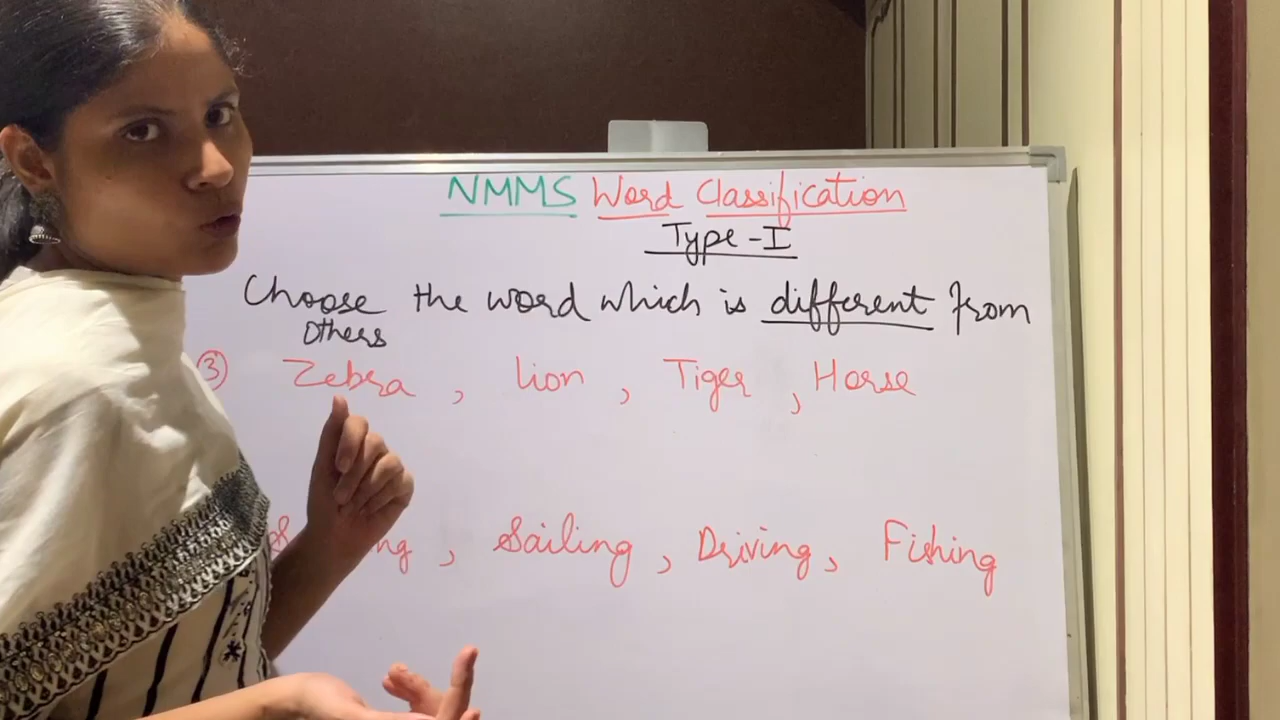 NMMS Word Classification
Type - I
Choose the word which is different from
others
③ Zebra , lion , Tiger , Horse
, Sailing , Driving , Fishing